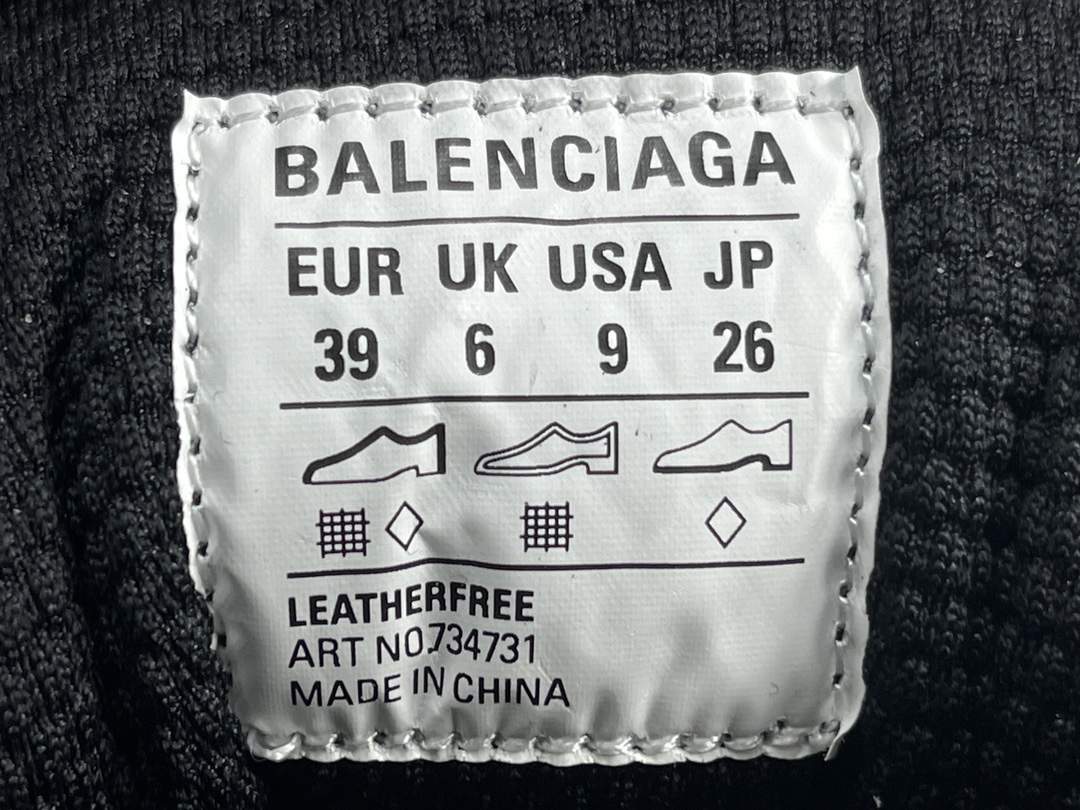 BALENCIAGA
EUR UK USA JP
39 6 9 26
LEATHERFREE
ART NO.734731
MADE IN CHINA